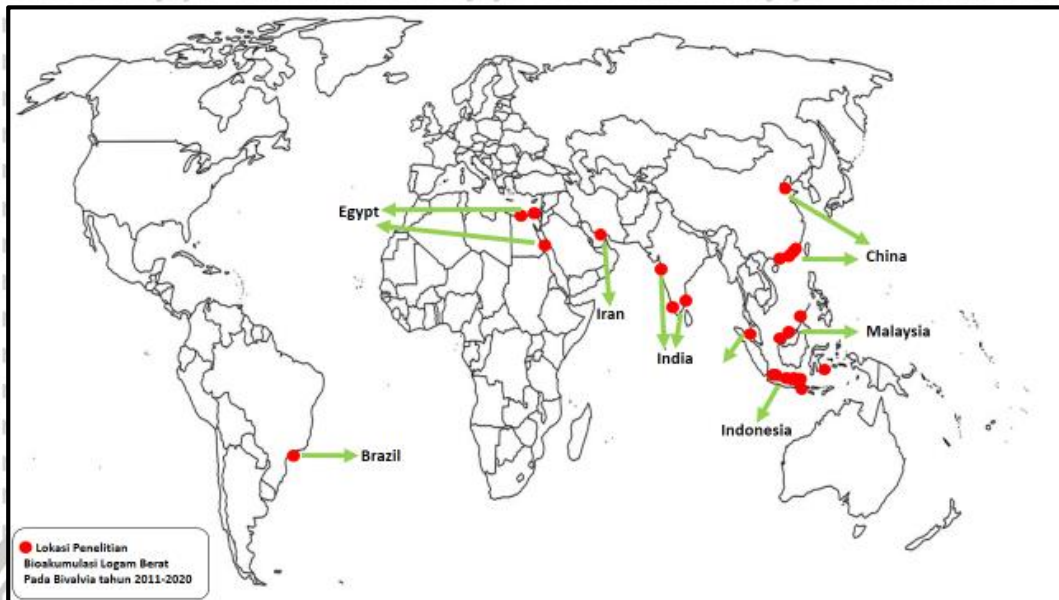 Egypt
China
Iran
Malaysia
India
Indonesia
Brazil
Lokasi Penelitian
Bioakumulasi Logam Berat
Pada Bivalvia tahun 2011-2020